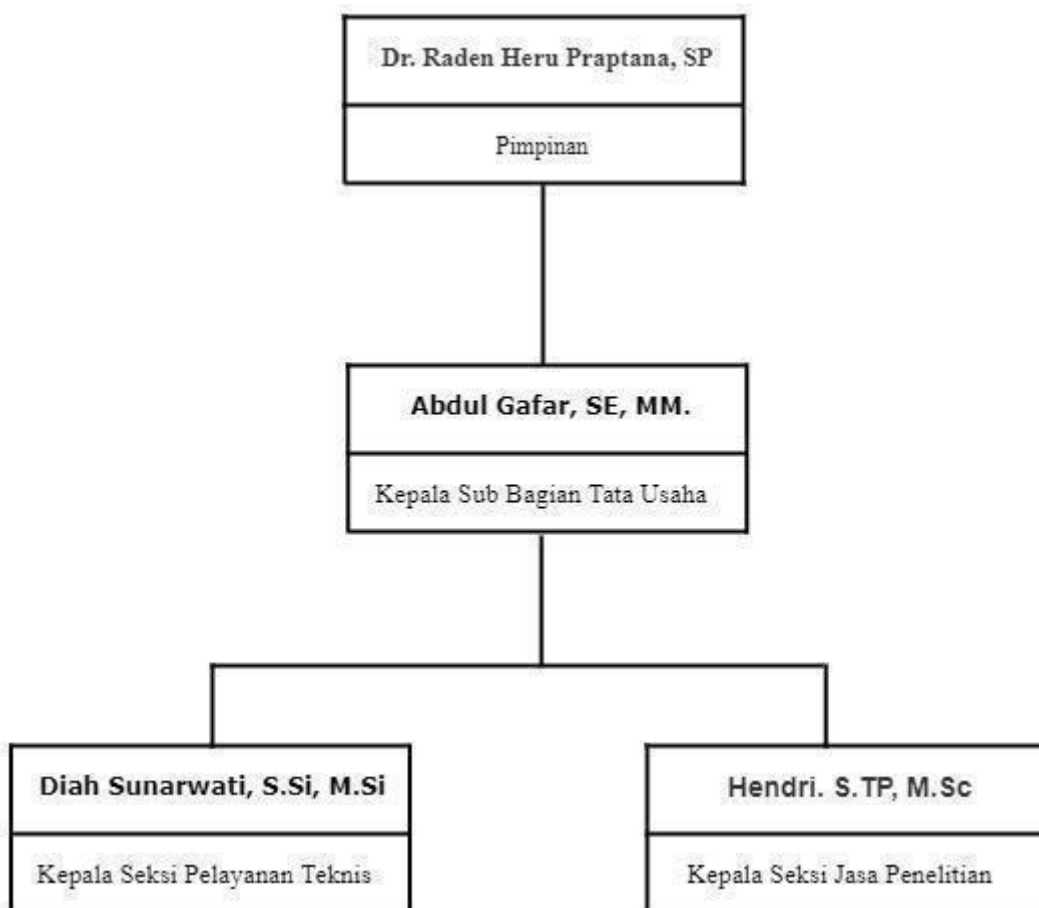 Dr. Raden Heru Praptana, SP
Pimpinan
Abdul Gafar, SE, MM.
Kepala Sub Bagian Tata Usaha
Diah Sunarwati, S.Si, M.Si
Kepala Seksi Pelayanan Teknis
Hendri. S.TP, M.Sc
Kepala Seksi Jasa Penelitian